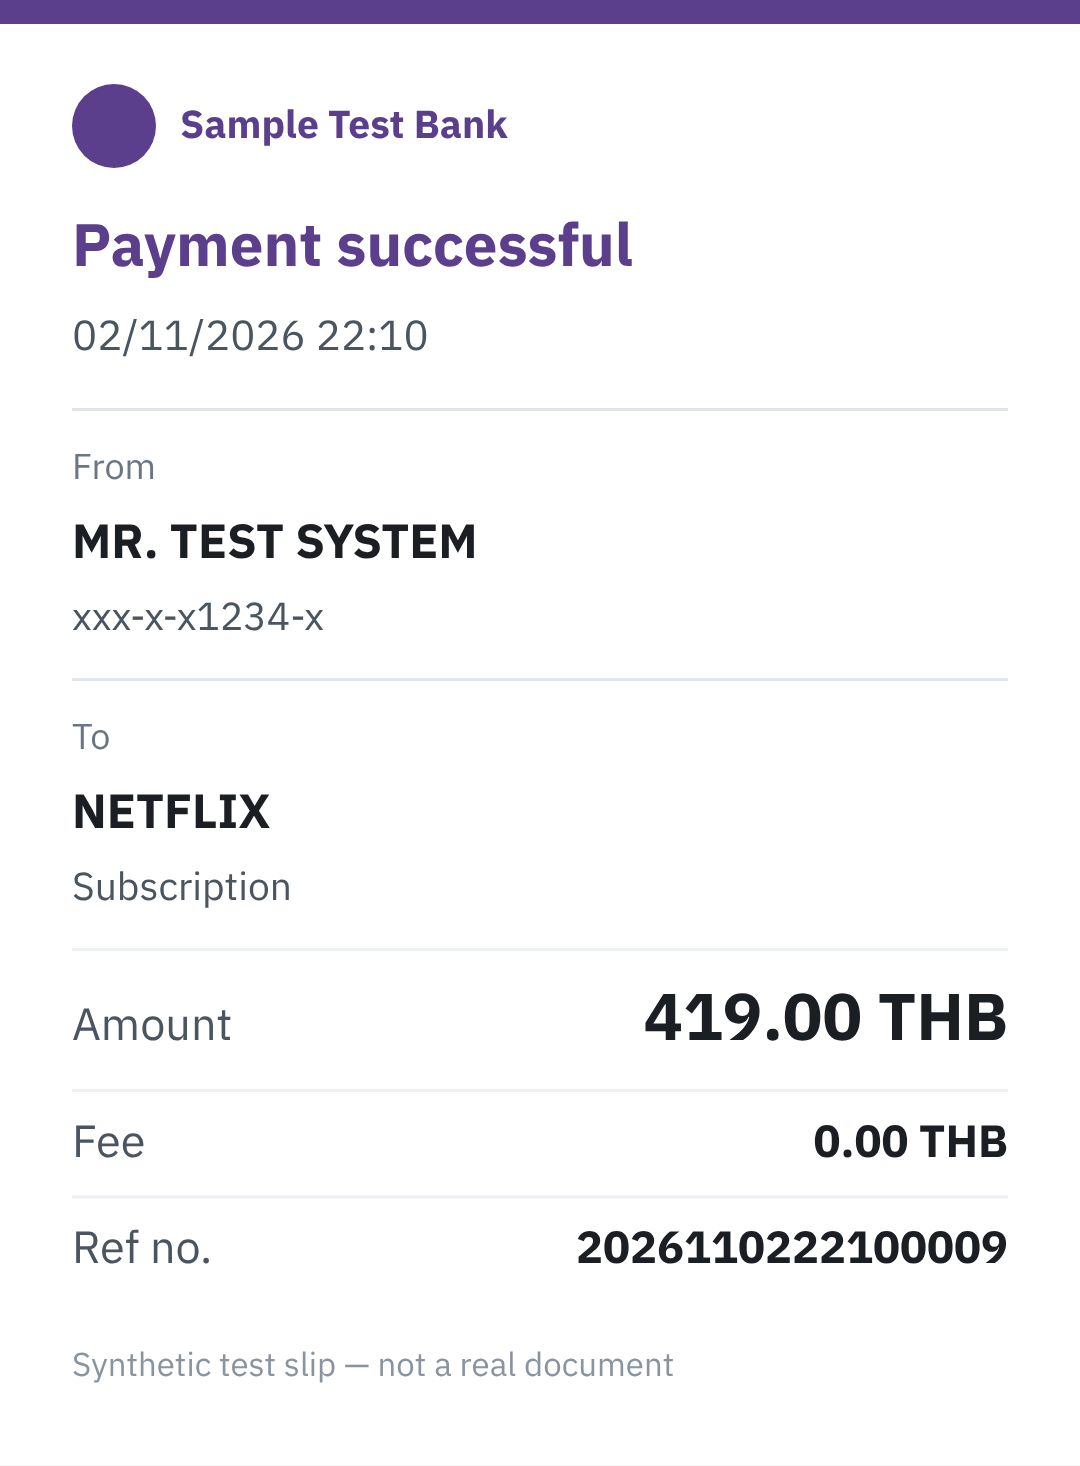 Sample Test Bank
Payment successful
02/11/2026 22:10
From
MR. TEST SYSTEM
xxx-x-x1234-x
To
NETFLIX
Subscription
Amount 419.00 THB
Fee 0.00 THB
Ref no. 2026110222100009
Synthetic test slip — not a real document